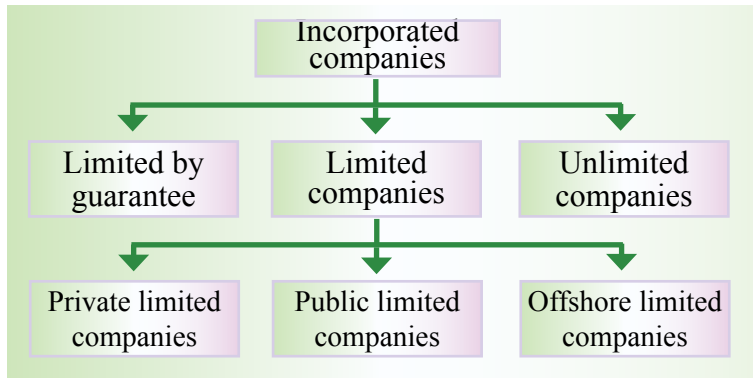 Incorporated
companies
Limited by
guarantee
Limited
companies
Unlimited
companies
Private limited
companies
Public limited
companies
Offshore limited
companies